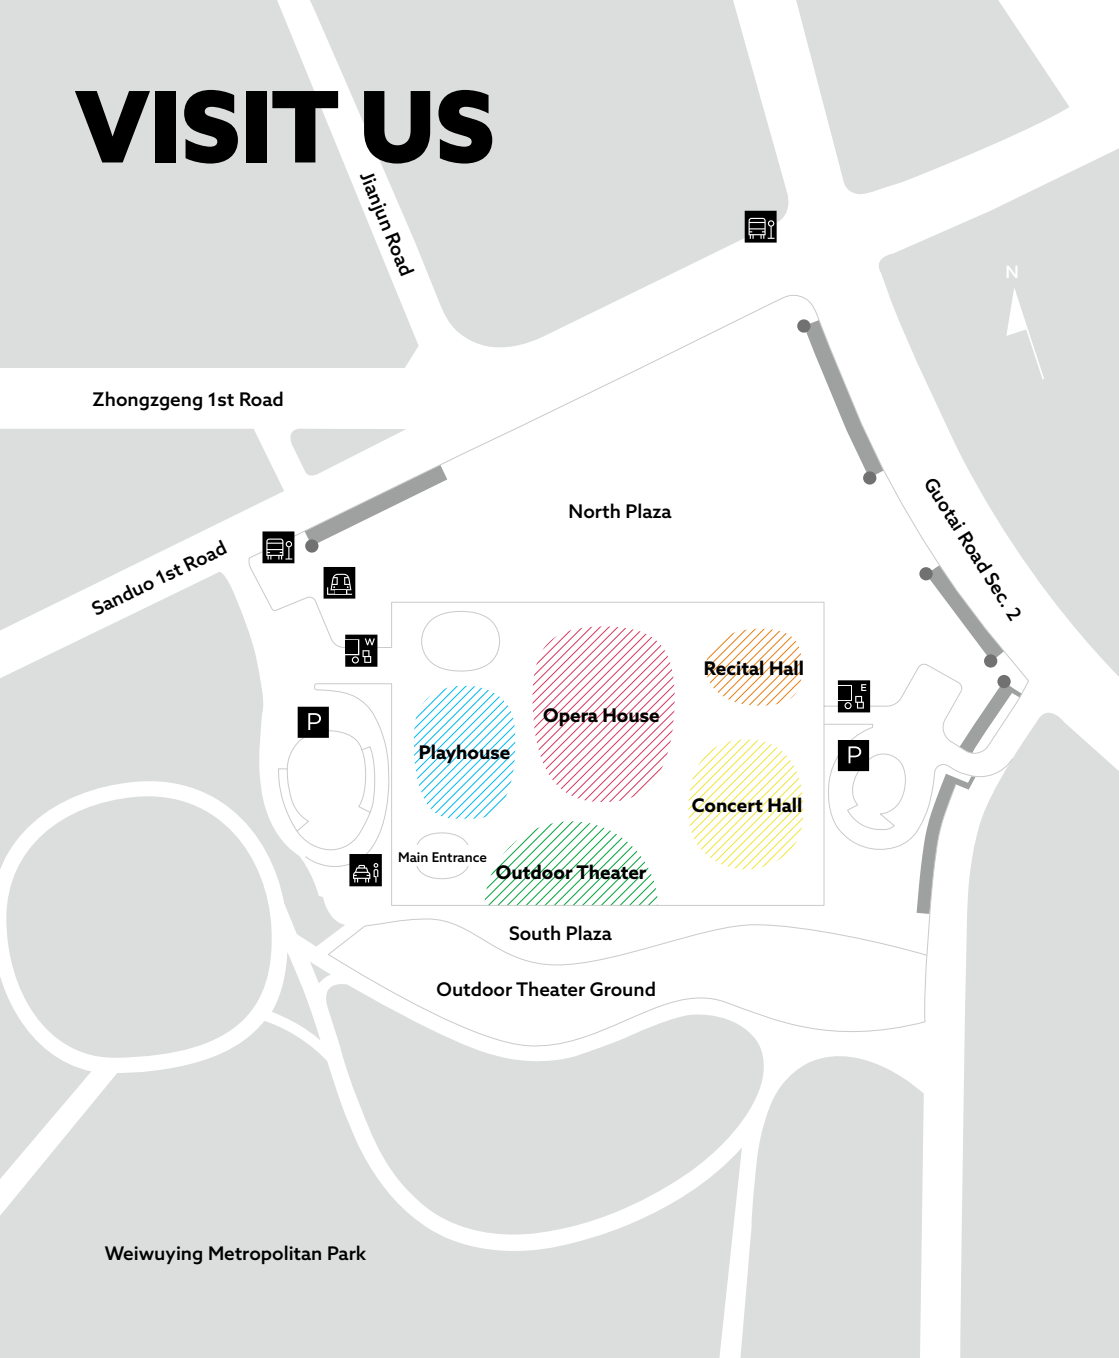 VISIT US
Jianjun Road
N
Zhongzgeng 1st Road
Guotai Road Sec. 2
North Plaza
Sanduo 1st Road
W
Recital Hall
E
Opera House
P
Playhouse
P
Concert Hall
Main Entrance
Outdoor Theater
South Plaza
Outdoor Theater Ground
Weiwuying Metropolitan Park